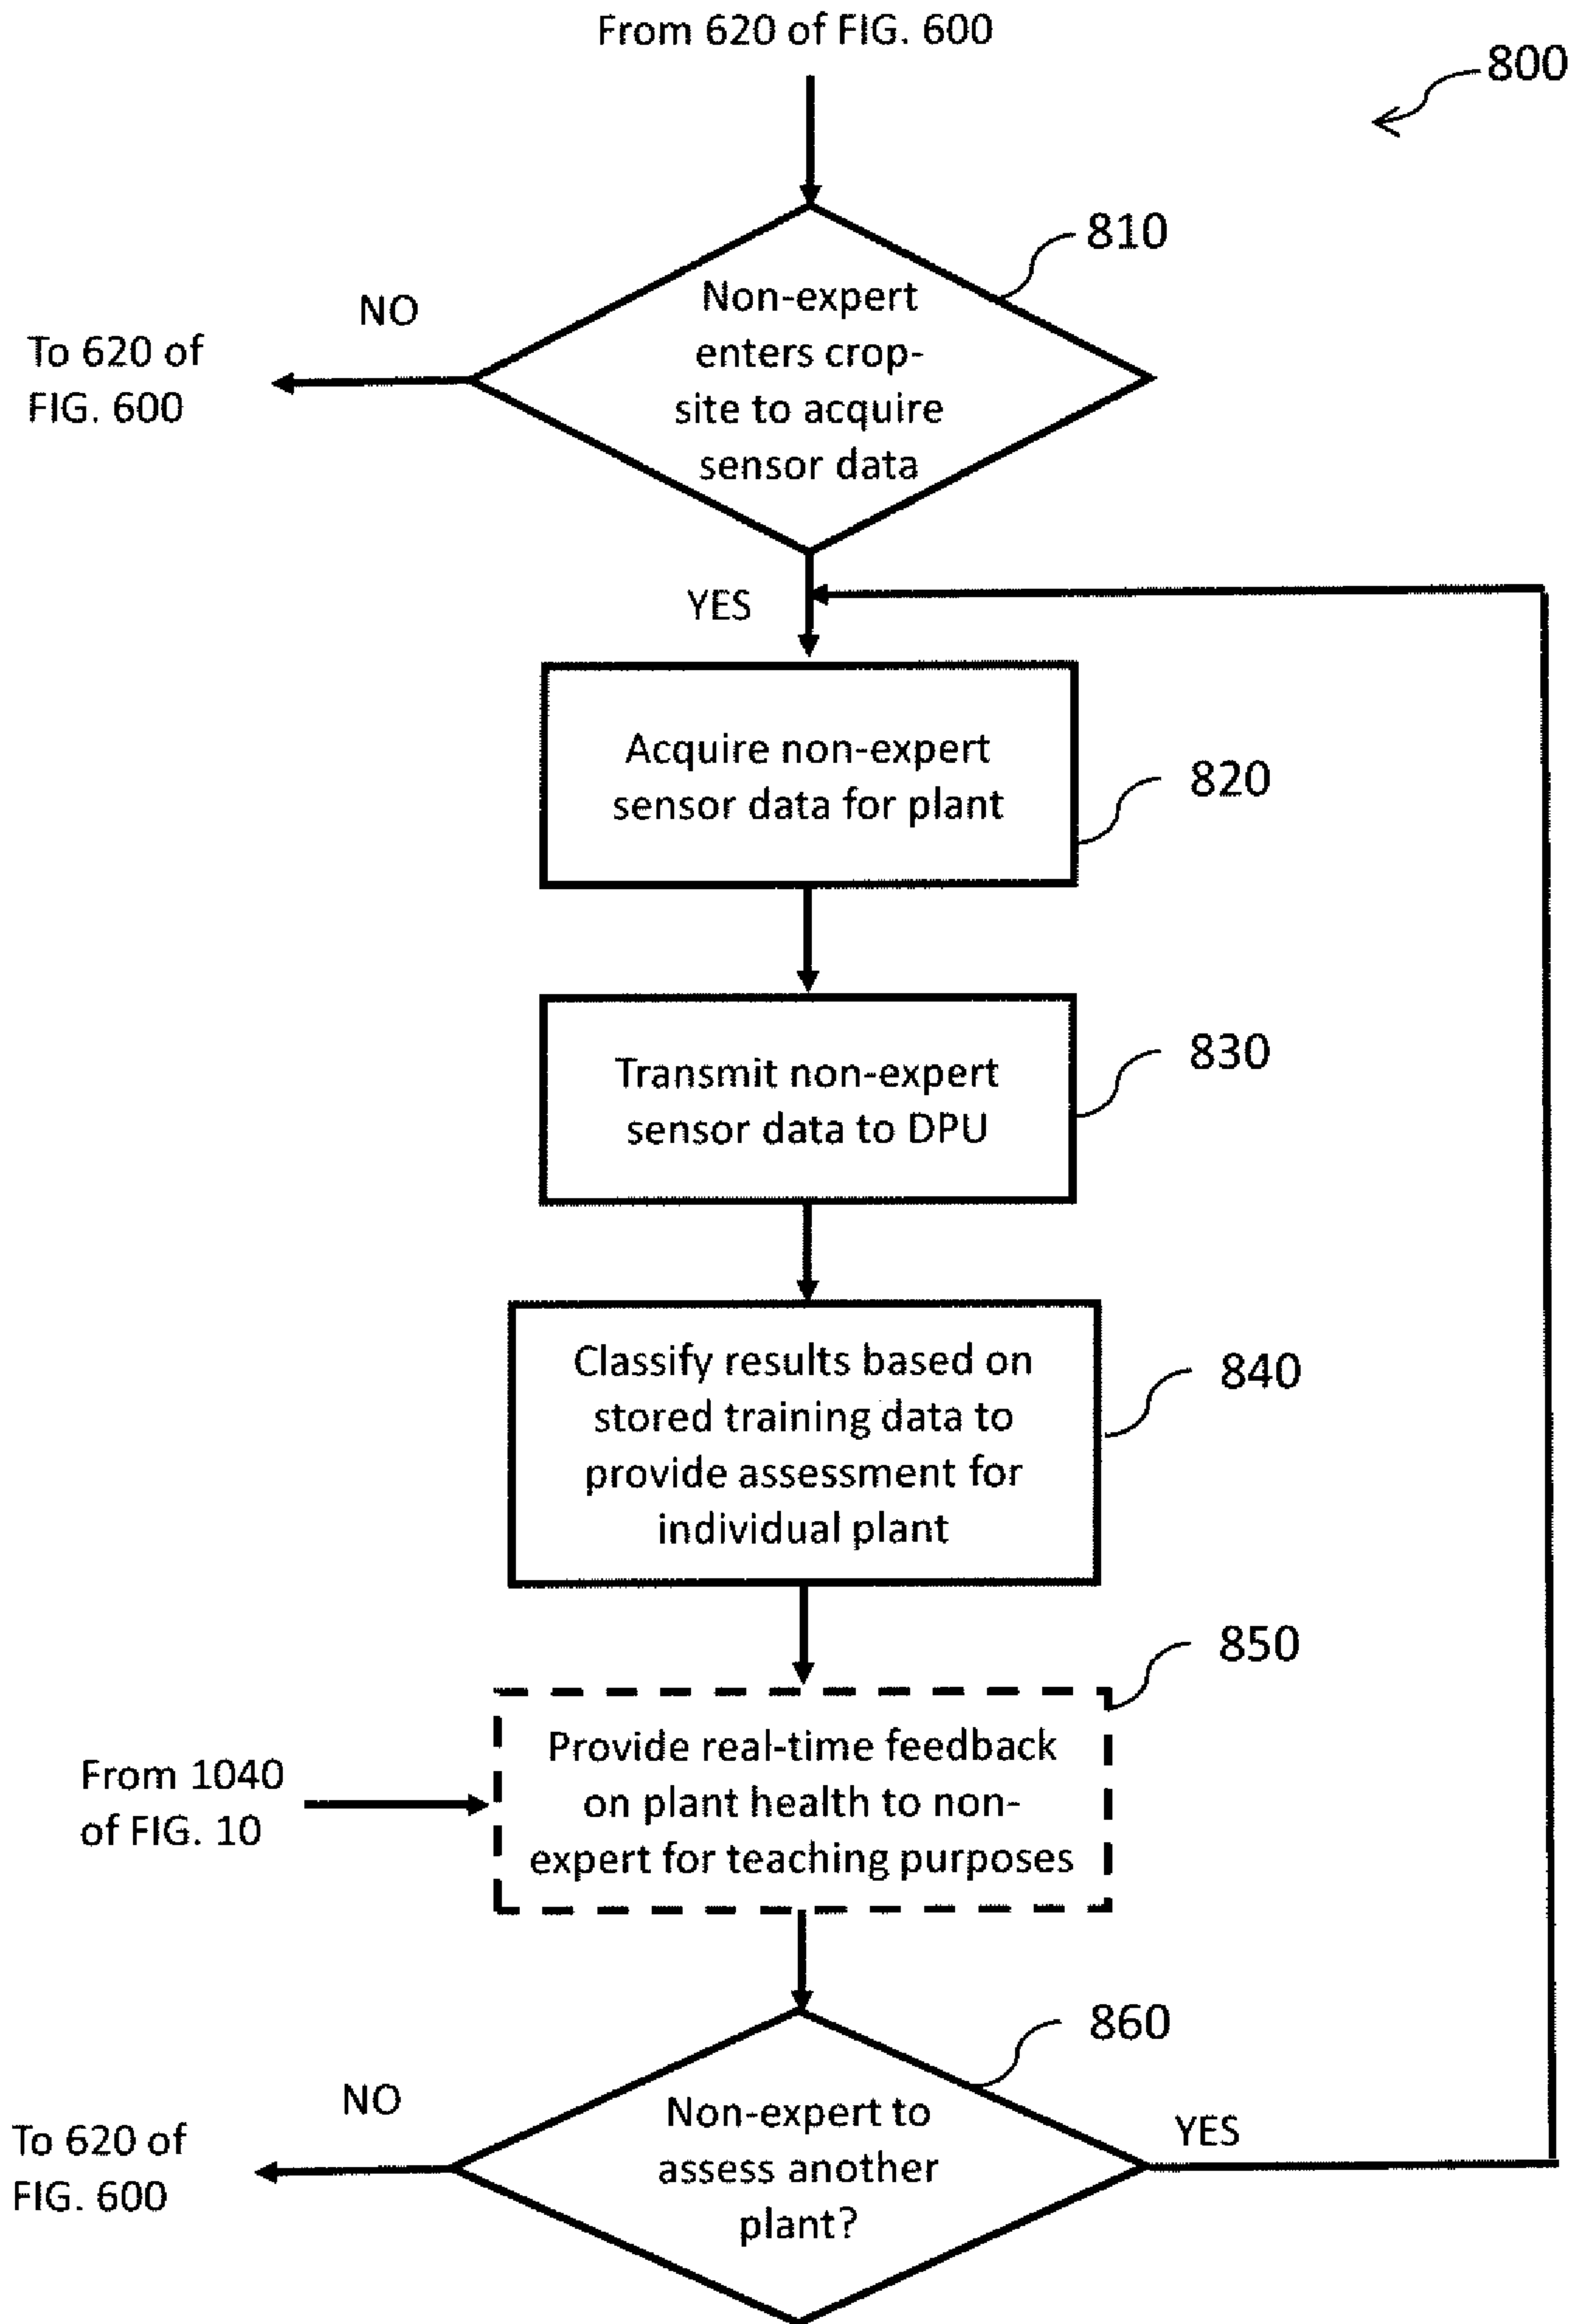 From 620 of FIG. 600
800
810
Non-expert
enters crop-
site to acquire
sensor data
NO
To 620 of
FIG. 600
YES
Acquire non-expert
sensor data for plant
820
Transmit non-expert
sensor data to DPU
830
Classify results based on
stored training data to
provide assessment for
individual plant
840
850
Provide real-time feedback
on plant health to non-
expert for teaching purposes
From 1040
of FIG. 10
860
Non-expert to
assess another
plant?
NO
To 620 of
FIG. 600
YES